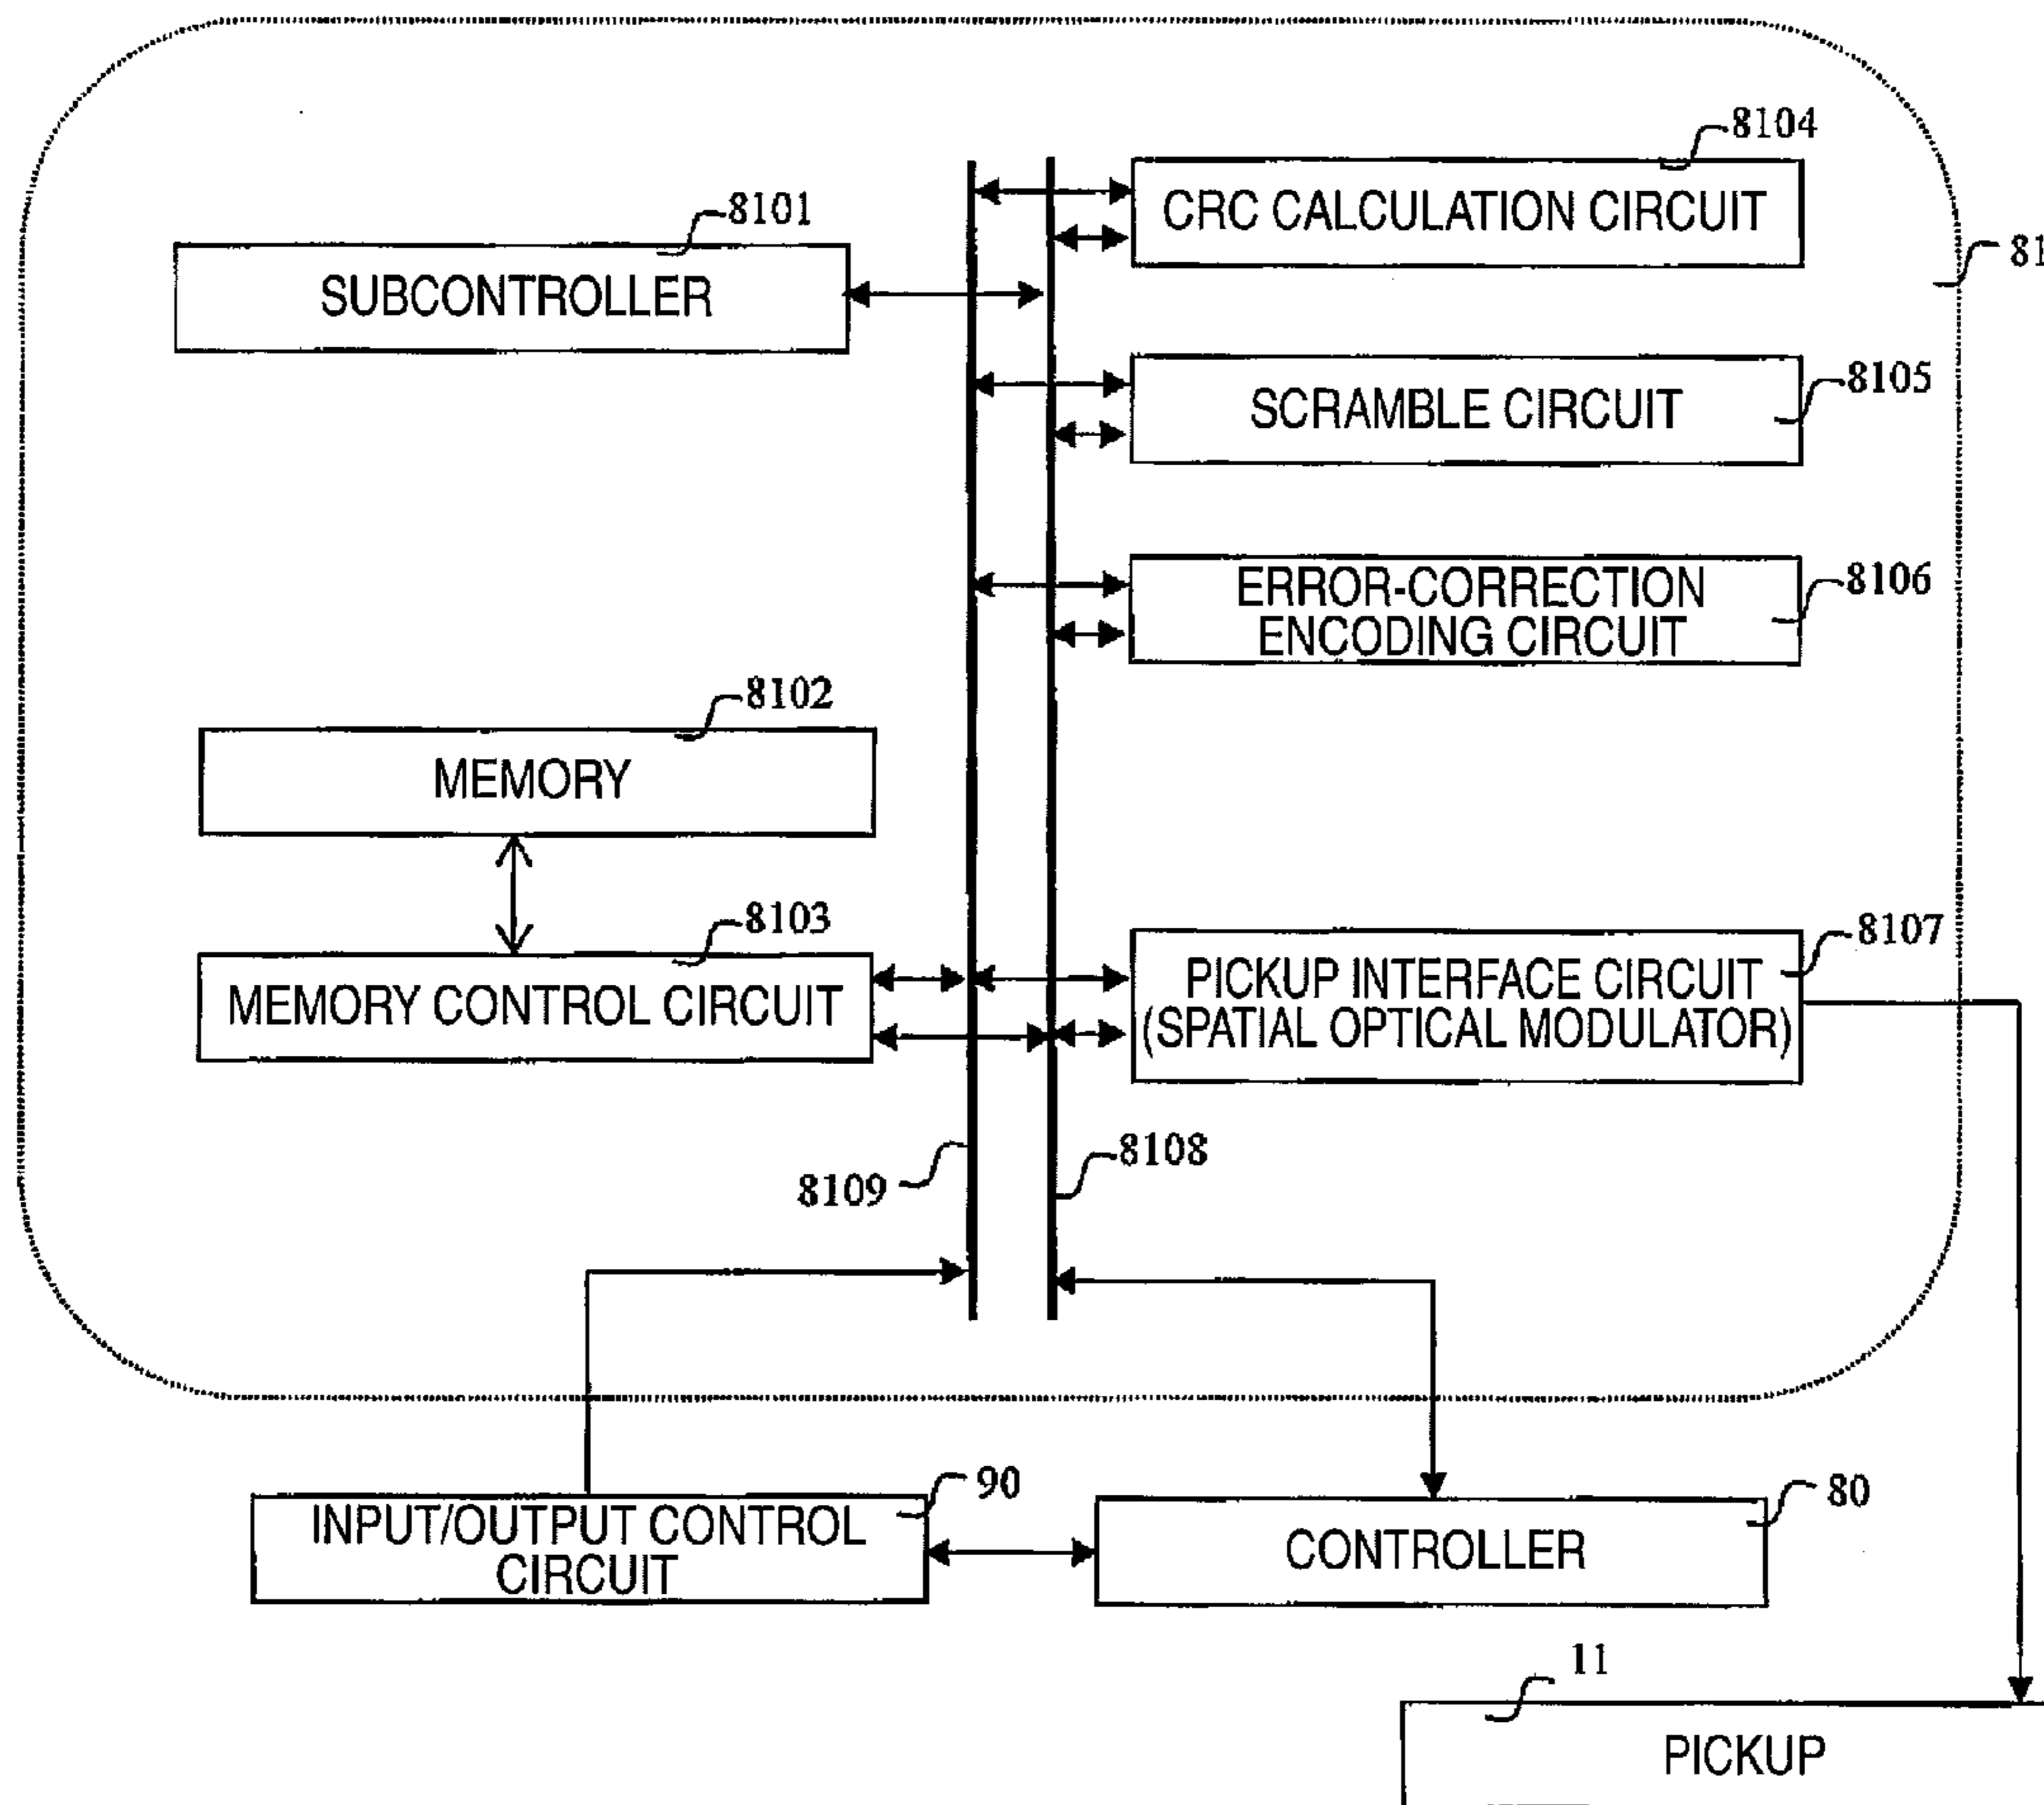 8104
CRC CALCULATION CIRCUIT
8101
SUBCONTROLLER
81
8105
SCRAMBLE CIRCUIT
8106
ERROR-CORRECTION
ENCODING CIRCUIT
8102
MEMORY
8103
MEMORY CONTROL CIRCUIT
8107
PICKUP INTERFACE CIRCUIT
(SPATIAL OPTICAL MODULATOR)
8109
8108
90
INPUT/OUTPUT CONTROL
CIRCUIT
80
CONTROLLER
11
PICKUP